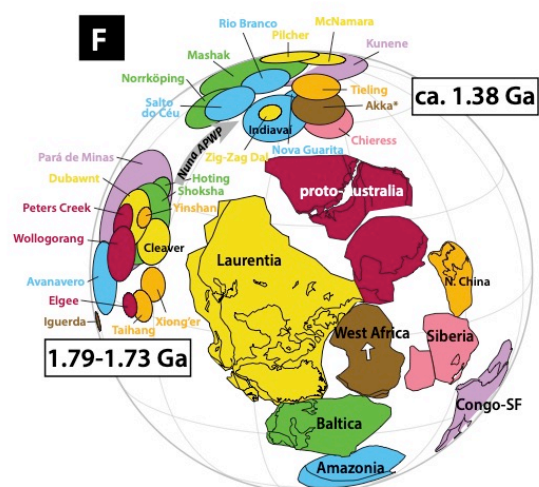 F
Pilcher
McNamara
Rio Branco
Kunene
Mashak
Norrköping
Salto
do Céu
Tieling
Akka*
Indiavaí
Chieress
Zig-Zag Dal
Nova Guarita
ca. 1.38 Ga
Nuna APWP
Pará de Minas
Dubawnt
Hoting
Shoksha
Peters Creek
Yinshan
Wollogorang
Cleaver
Avanavero
Elgee
Xiong'er
Iguerda
Taihang
1.79-1.73 Ga
proto-Australia
Laurentia
N. China
West Africa
Siberia
Congo-SF
Baltica
Amazonia